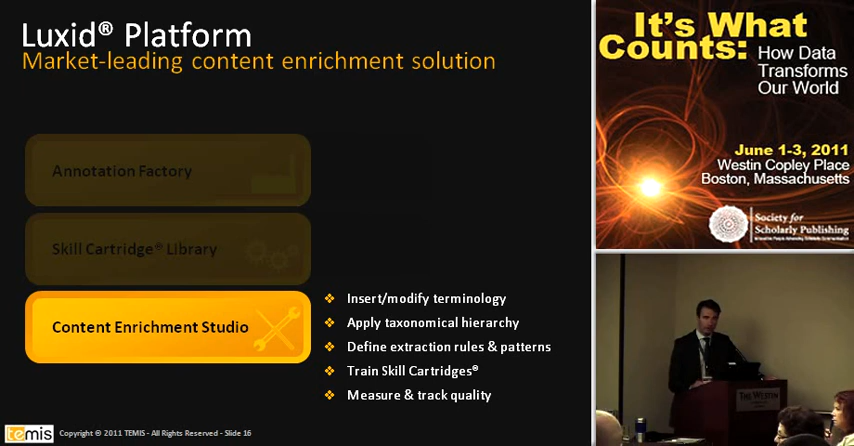 Luxid® Platform
Market-leading content enrichment solution
Annotation Factory
Skill Cartridge® Library
Content Enrichment Studio
❖ Insert/modify terminology
❖ Apply taxonomical hierarchy
❖ Define extraction rules & patterns
❖ Train Skill Cartridges®
❖ Measure & track quality
temis
Copyright © 2011 TEMIS - All Rights Reserved - Slide 16
It's What
Counts:
How Data
Transforms
Our World
June 1-3, 2011
Westin Copley Place
Boston, Massachusetts
Society for
Scholarly Publishing
THE WESTIN